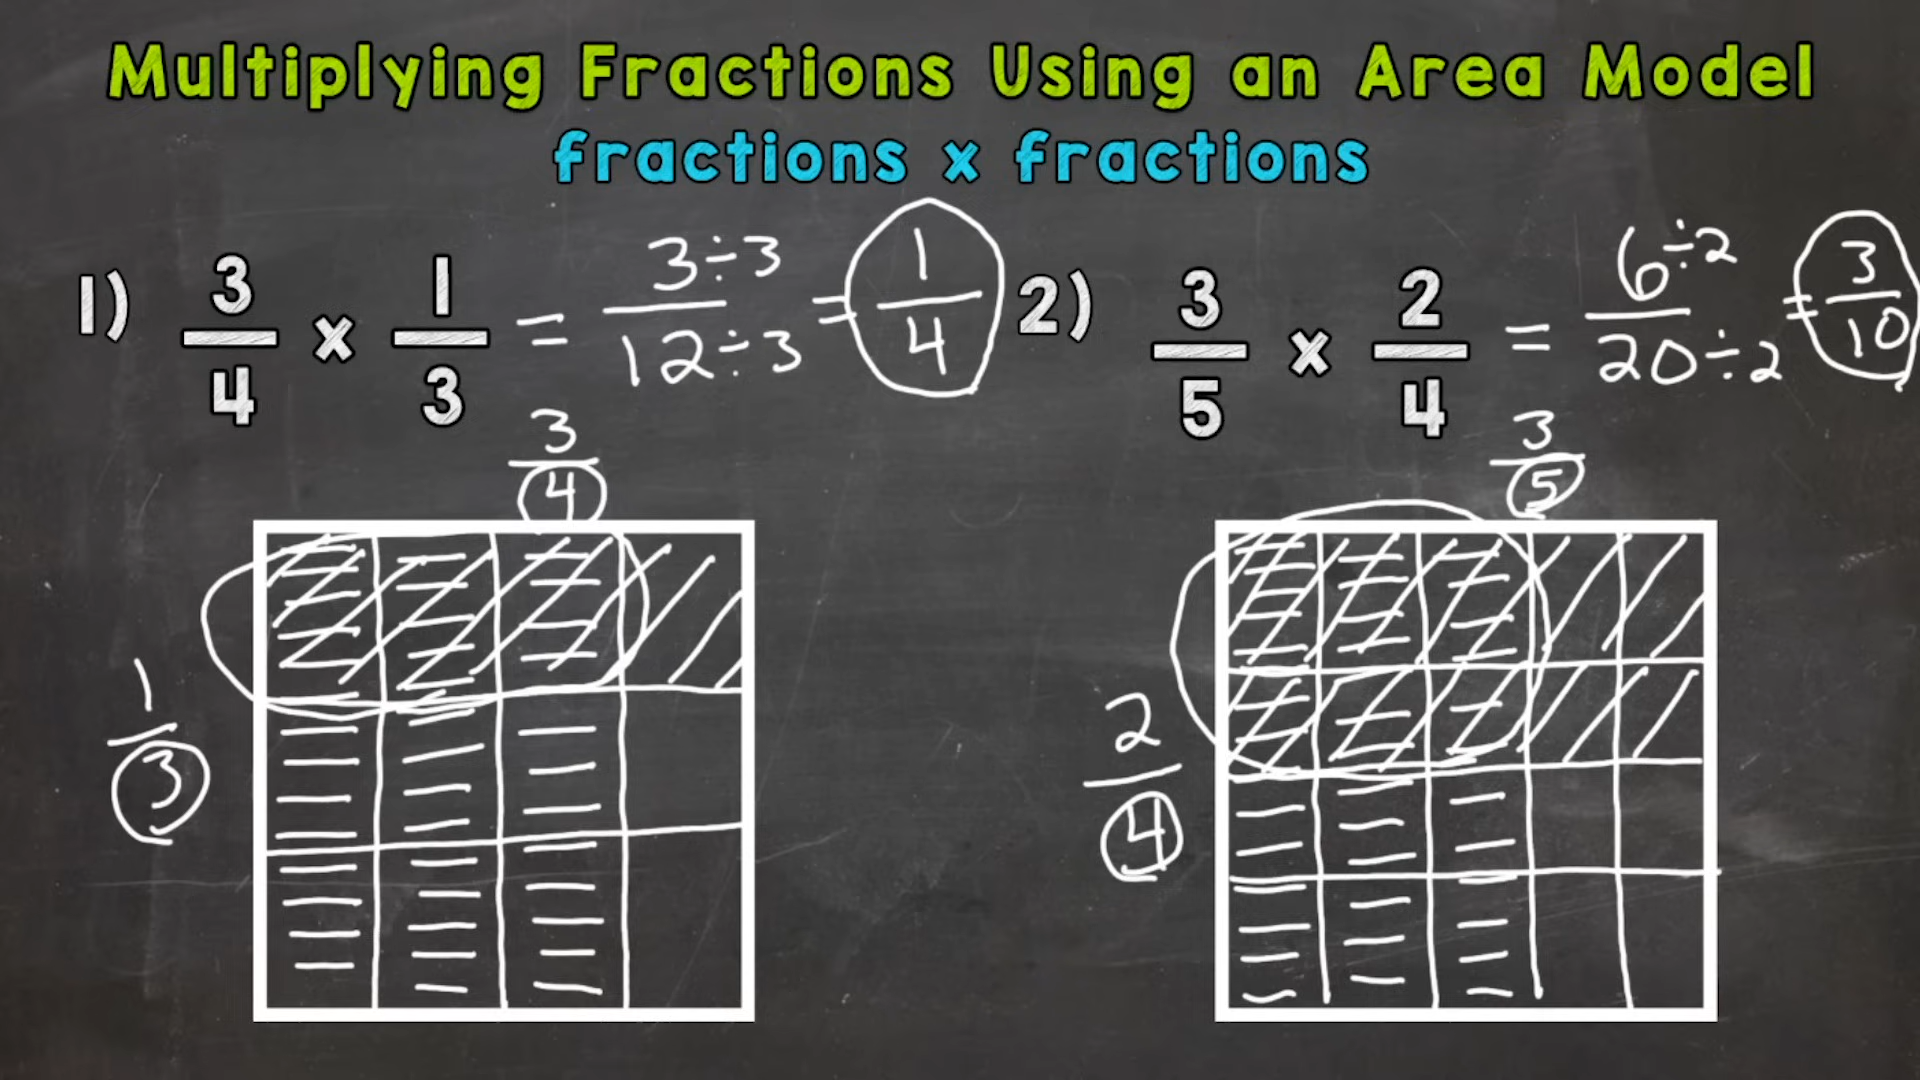 Multiplying Fractions Using an Area Model
fractions x fractions
1) 3/4 x 1/3 = 3÷3/12÷3 = 1/4
2) 3/5 x 2/4 = 6÷2/20÷2 = 3/10
3/4
1/3
3/5
2/4